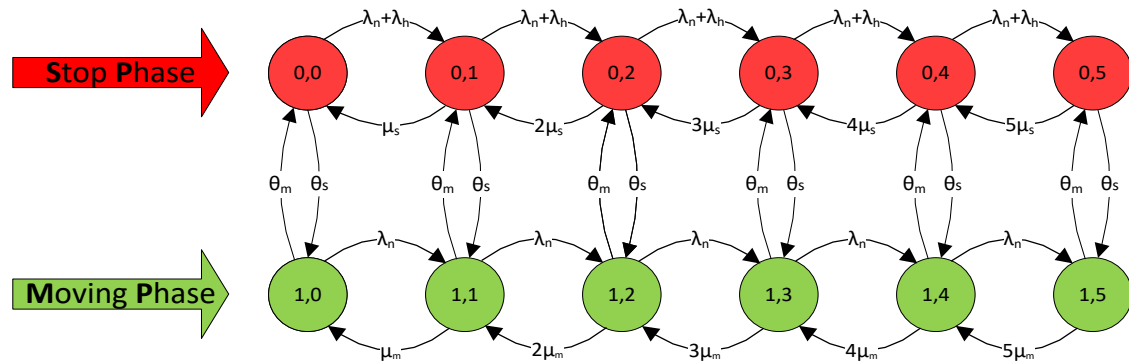 λn+λh λn+λh λn+λh λn+λh λn+λh
Stop Phase 0,0 0,1 0,2 0,3 0,4 0,5
μs 2μs 3μs 4μs 5μs
θm θs θm θs θm θs θm θs θm θs θm θs
λn λn λn λn λn
Moving Phase 1,0 1,1 1,2 1,3 1,4 1,5
μm 2μm 3μm 4μm 5μm